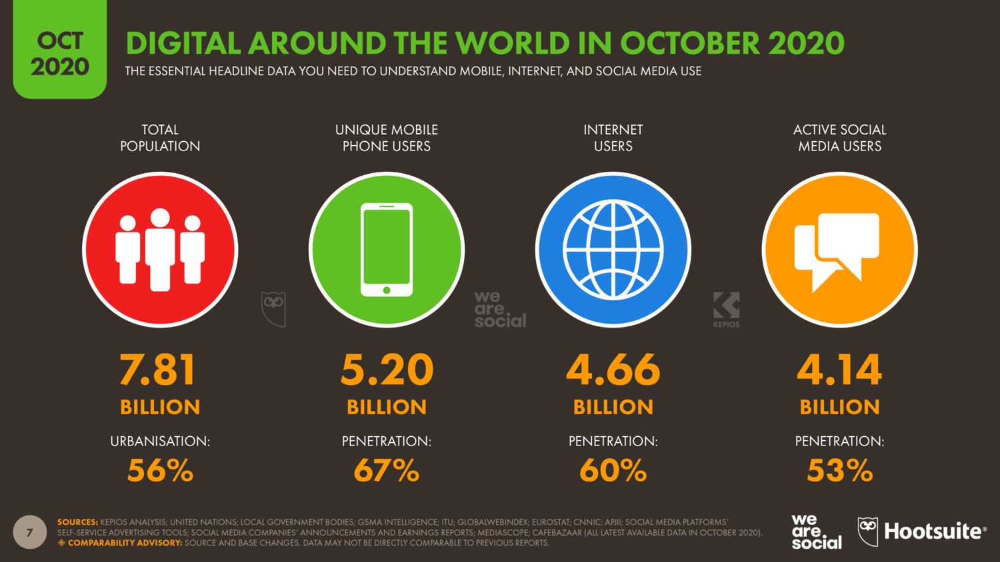 OCT
2020
DIGITAL AROUND THE WORLD IN OCTOBER 2020
THE ESSENTIAL HEADLINE DATA YOU NEED TO UNDERSTAND MOBILE, INTERNET, AND SOCIAL MEDIA USE
TOTAL
POPULATION
UNIQUE MOBILE
PHONE USERS
INTERNET
USERS
ACTIVE SOCIAL
MEDIA USERS
we
are.
social
KEPIOS
7.81
BILLION
5.20
BILLION
4.66
BILLION
4.14
BILLION
URBANISATION:
56%
PENETRATION:
67%
PENETRATION:
60%
PENETRATION:
53%
7
SOURCES: KEPIOS ANALYSIS; UNITED NATIONS; LOCAL GOVERNMENT BODIES; GSMA INTELLIGENCE; ITU; GLOBALWEBINDEX; EUROSTAT; CNNIC; APJII; SOCIAL MEDIA PLATFORMS'
SELF-SERVICE ADVERTISING TOOLS; SOCIAL MEDIA COMPANIES' ANNOUNCEMENTS AND EARNINGS REPORTS; MEDIASCOPE; CAFEBAZAAR (ALL LATEST AVAILABLE DATA IN OCTOBER 2020).
COMPARABILITY ADVISORY: SOURCE AND BASE CHANGES. DATA MAY NOT BE DIRECTLY COMPARABLE TO PREVIOUS REPORTS.
we
are.
social
Hootsuite®